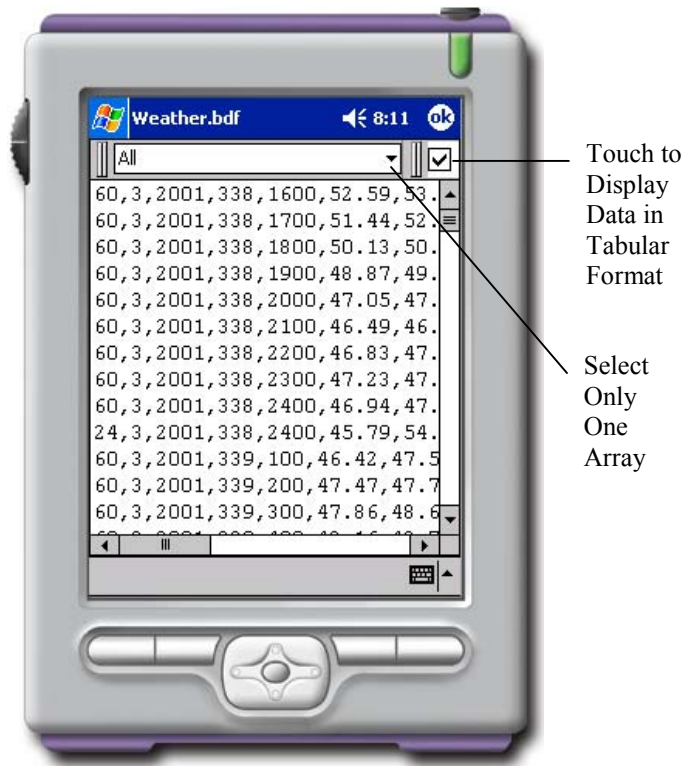 Weather.bdf 8:11 ok
All
60,3,2001,338,1600,52.59,53.
60,3,2001,338,1700,51.44,52.
60,3,2001,338,1800,50.13,50.
60,3,2001,338,1900,48.87,49.
60,3,2001,338,2000,47.05,47.
60,3,2001,338,2100,46.49,46.
60,3,2001,338,2200,46.83,47.
60,3,2001,338,2300,47.23,47.
60,3,2001,338,2400,46.94,47.
24,3,2001,338,2400,45.79,54.
60,3,2001,339,100,46.42,47.5
60,3,2001,339,200,47.47,47.7
60,3,2001,339,300,47.86,48.6
Touch to
Display
Data in
Tabular
Format
Select
Only
One
Array